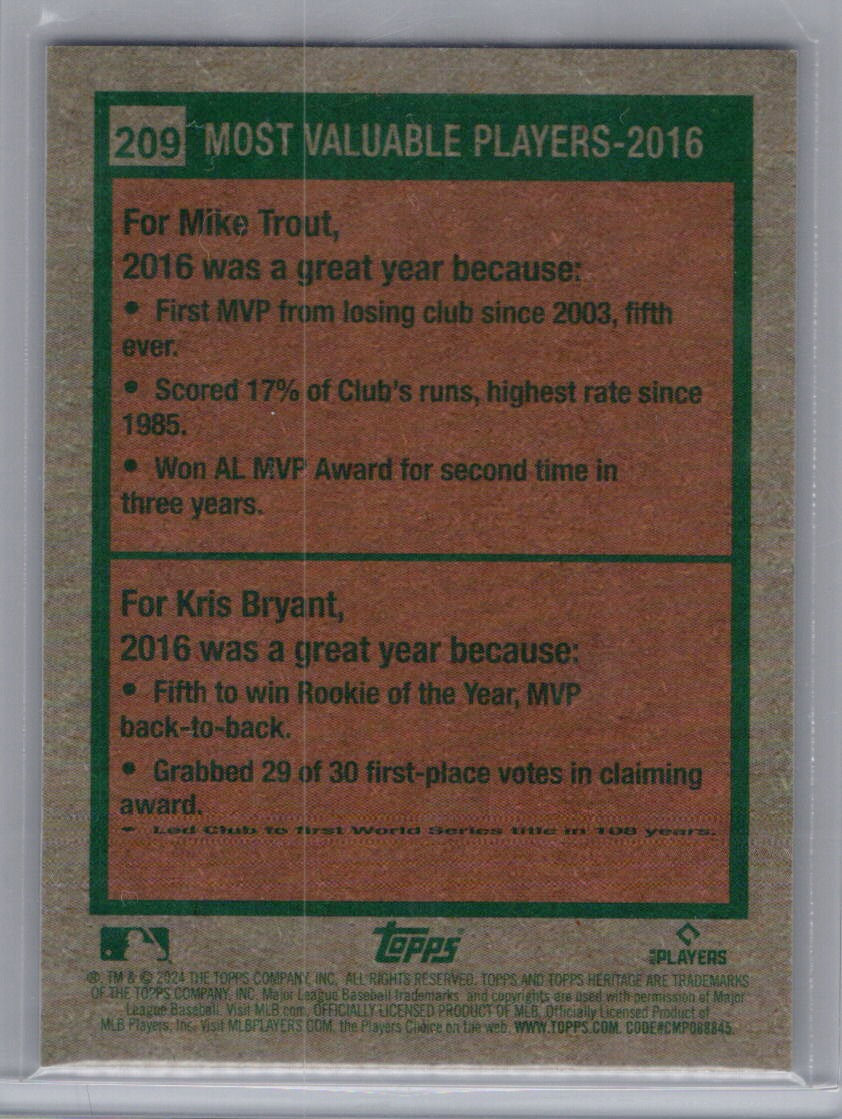 209 MOST VALUABLE PLAYERS-2016
For Mike Trout,
2016 was a great year because:
• First MVP from losing club since 2003, fifth
ever.
• Scored 17% of Club's runs, highest rate since
1985.
• Won AL MVP Award for second time in
three years.
For Kris Bryant,
2016 was a great year because:
• Fifth to win Rookie of the Year, MVP
back-to-back.
• Grabbed 29 of 30 first-place votes in claiming
award.
• Led Club to first World Series title in 108 years.
Topps
MLB PLAYERS
®, TM & © 2024 THE TOPPS COMPANY, INC. ALL RIGHTS RESERVED. TOPPS AND TOPPS HERITAGE ARE TRADEMARKS
OF THE TOPPS COMPANY, INC. Major League Baseball trademarks and copyrights are used with permission of Major
League Baseball. Visit MLB.com. OFFICIALLY LICENSED PRODUCT OF MLB. Officially Licensed Product of
MLB Players, Inc. Visit MLBPLAYERS.COM, the Players Choice on the web. WWW.TOPPS.COM. CODE#CMP088845.